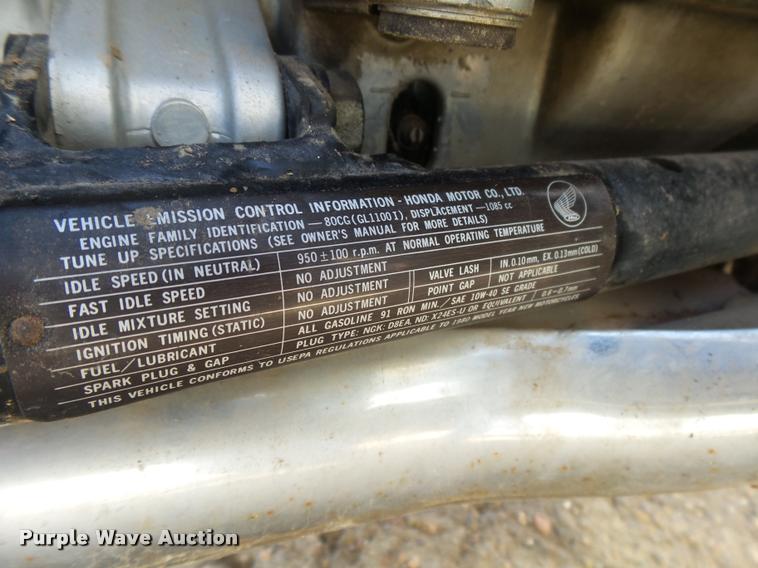 VEHICLE EMISSION CONTROL INFORMATION - HONDA MOTOR CO., LTD.
ENGINE FAMILY IDENTIFICATION — 80CG (GL1100 I), DISPLACEMENT — 1085 cc
TUNE UP SPECIFICATIONS (SEE OWNER'S MANUAL FOR MORE DETAILS)
IDLE SPEED (IN NEUTRAL) 950 ± 100 r.p.m. AT NORMAL OPERATING TEMPERATURE
FAST IDLE SPEED NO ADJUSTMENT VALVE LASH IN. 0.10 mm, EX. 0.13 mm (COLD)
IDLE MIXTURE SETTING NO ADJUSTMENT POINT GAP NOT APPLICABLE
IGNITION TIMING (STATIC) NO ADJUSTMENT
FUEL/LUBRICANT ALL GASOLINE 91 RON MIN./SAE 10W-40 SE GRADE
SPARK PLUG & GAP PLUG TYPE: NGK: D8EA, ND: X24ES-U OR EQUIVALENT 0.6-0.7mm
THIS VEHICLE CONFORMS TO USEPA REGULATIONS APPLICABLE TO 1980 MODEL YEAR NEW MOTORCYCLES
Purple Wave Auction